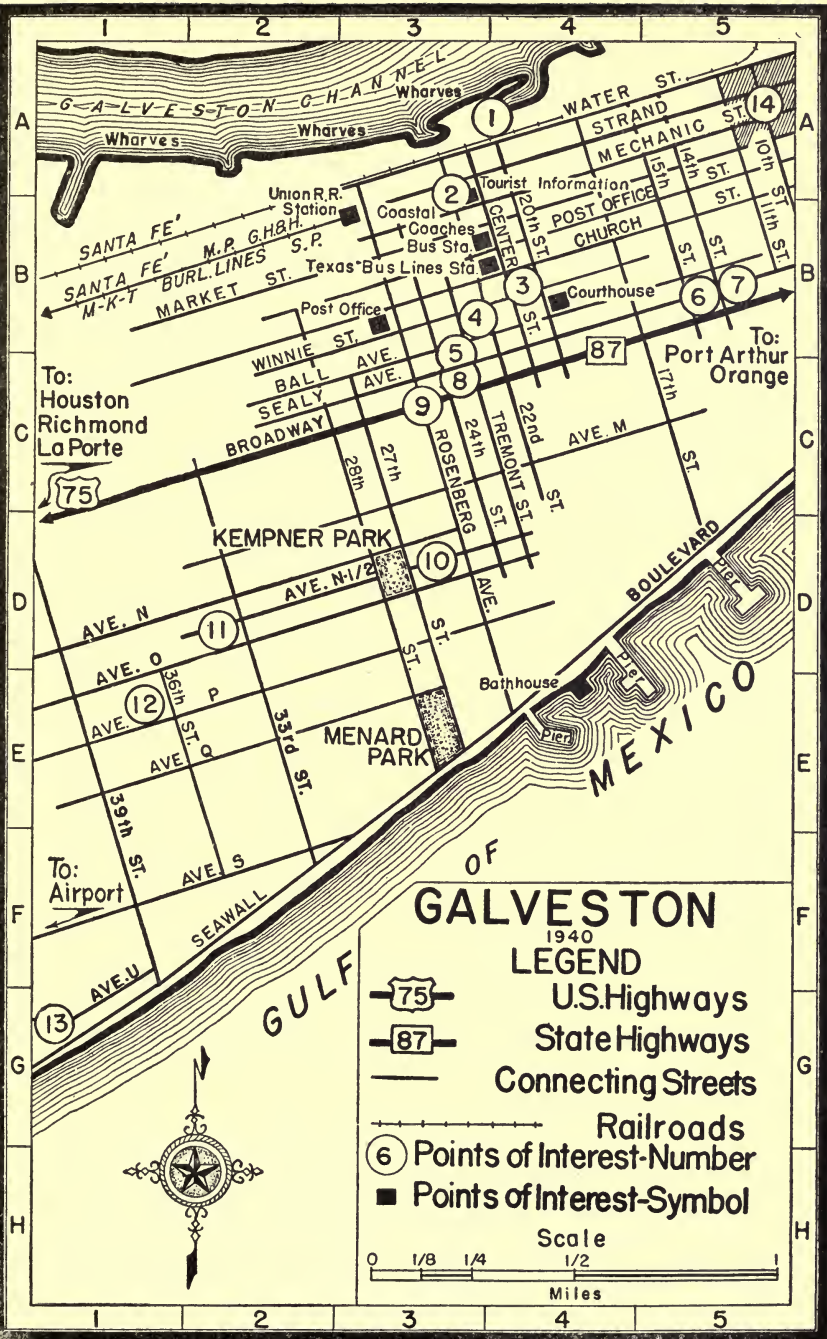 1 2 3 4 5
A A
B B
C C
D D
E E
F F
G G
H H
1 2 3 4 5
GALVESTON CHANNEL
Wharves
Wharves
Wharves
1
WATER ST.
STRAND
MECHANIC ST.
14
2
Tourist Information
Union R.R.
Station
Coastal
Coaches
Bus Sta.
Texas Bus Lines Sta.
CENTER ST.
20th ST.
POST OFFICE ST.
CHURCH ST.
15th ST.
14th ST.
10th ST
11th ST.
SANTA FE'
SANTA FE' M.P. G.H.&H.
M-K-T BURL. LINES S.P.
MARKET ST.
Post Office
3
Courthouse
4
5
6
7
8
9
WINNIE ST.
BALL AVE.
SEALY AVE.
BROADWAY
87
To:
Port Arthur
Orange
To:
Houston
Richmond
La Porte
75
17th ST.
22nd ST.
TREMONT ST.
24th ST.
ROSENBERG AVE.
27th ST.
28th ST.
AVE. M
KEMPNER PARK
10
AVE. N-1/2
AVE. N
11
AVE. O
12
AVE. P
36th ST.
AVE. Q
33rd ST.
39th ST.
MENARD
PARK
Bathhouse
Pier
Pier
Pier
SEAWALL BOULEVARD
AVE. S
To:
Airport
AVE. U
13
GULF OF MEXICO
N
GALVESTON
1940
LEGEND
75 U.S. Highways
87 State Highways
Connecting Streets
Railroads
6 Points of Interest-Number
Points of Interest-Symbol
Scale
0 1/8 1/4 1/2 1
Miles